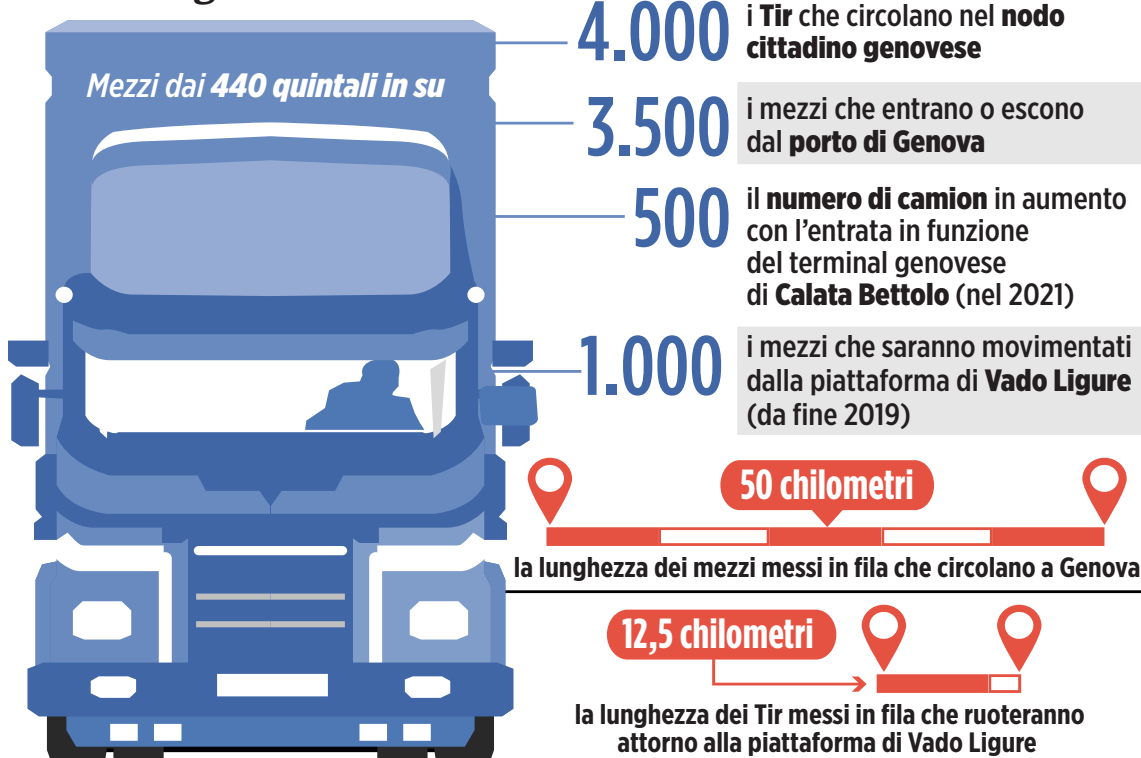 Mezzi dai 440 quintali in su
4.000
i Tir che circolano nel nodo
cittadino genovese
3.500
i mezzi che entrano o escono
dal porto di Genova
500
il numero di camion in aumento
con l'entrata in funzione
del terminal genovese
di Calata Bettolo (nel 2021)
1.000
i mezzi che saranno movimentati
dalla piattaforma di Vado Ligure
(da fine 2019)
50 chilometri
la lunghezza dei mezzi messi in fila che circolano a Genova
12,5 chilometri
la lunghezza dei Tir messi in fila che ruoteranno
attorno alla piattaforma di Vado Ligure